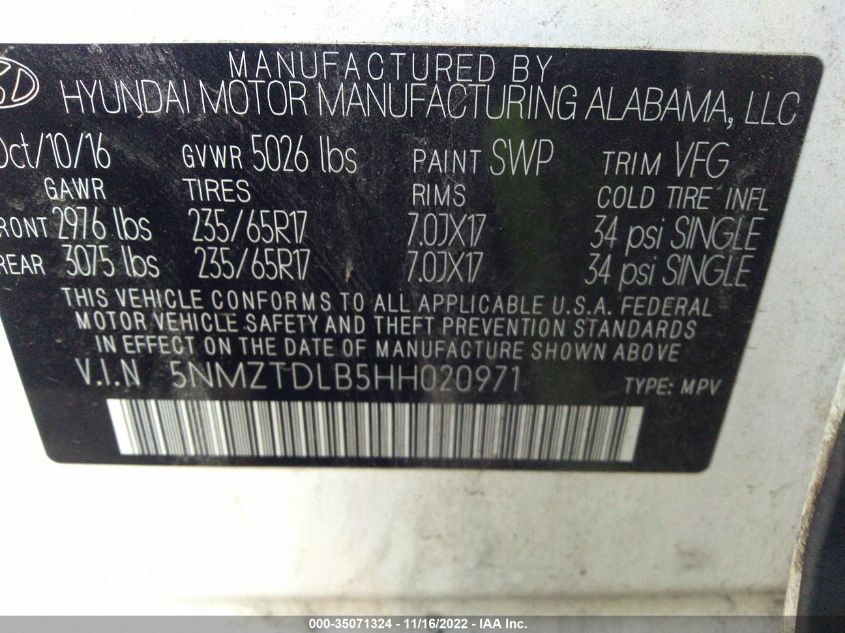 MANUFACTURED BY
HYUNDAI MOTOR MANUFACTURING ALABAMA, LLC
Oct/10/16 GVWR 5026 lbs PAINT SWP TRIM VFG
GAWR TIRES RIMS COLD TIRE INFL
FRONT 2976 lbs 235/65R17 7.0JX17 34 psi SINGLE
REAR 3075 lbs 235/65R17 7.0JX17 34 psi SINGLE
THIS VEHICLE CONFORMS TO ALL APPLICABLE U.S.A. FEDERAL
MOTOR VEHICLE SAFETY AND THEFT PREVENTION STANDARDS
IN EFFECT ON THE DATE OF MANUFACTURE SHOWN ABOVE.
V.I.N 5NMZTDLB5HH020971 TYPE: MPV
000-35071324 - 11/16/2022 - IAA Inc.